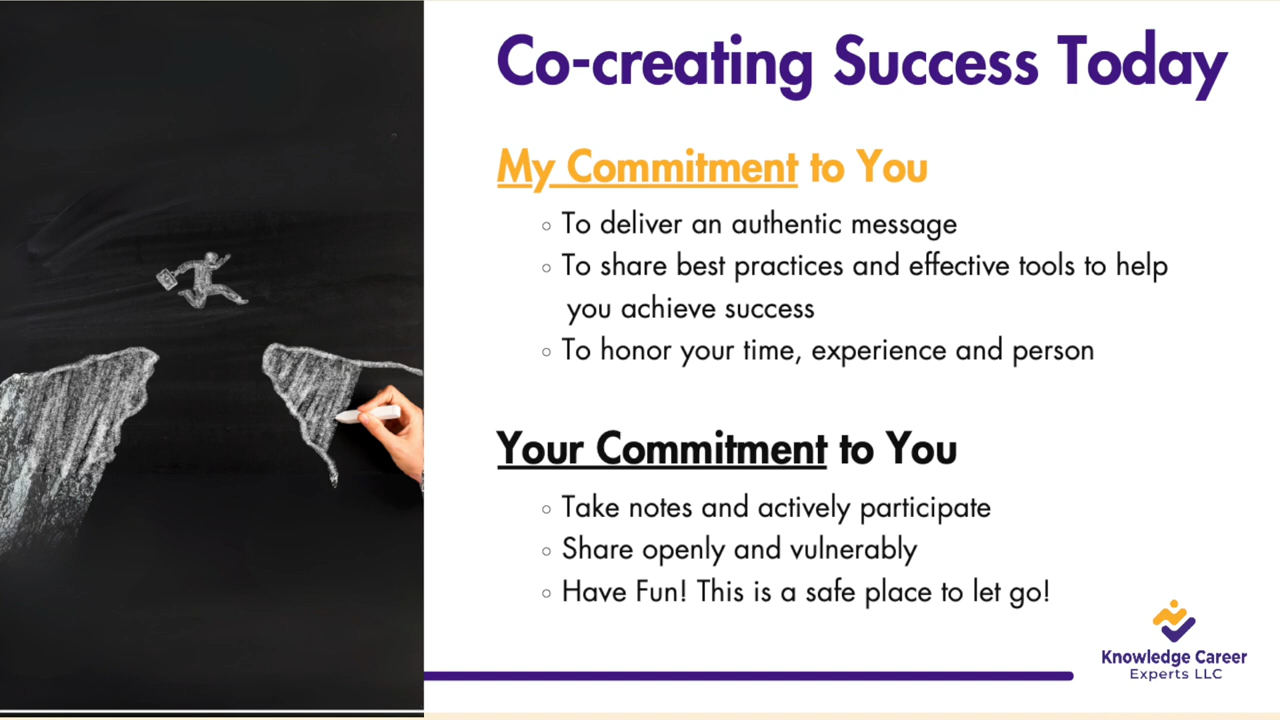 Co-creating Success Today
My Commitment to You
To deliver an authentic message
To share best practices and effective tools to help
you achieve success
To honor your time, experience and person
Your Commitment to You
Take notes and actively participate
Share openly and vulnerably
Have Fun! This is a safe place to let go!
Knowledge Career
Experts LLC